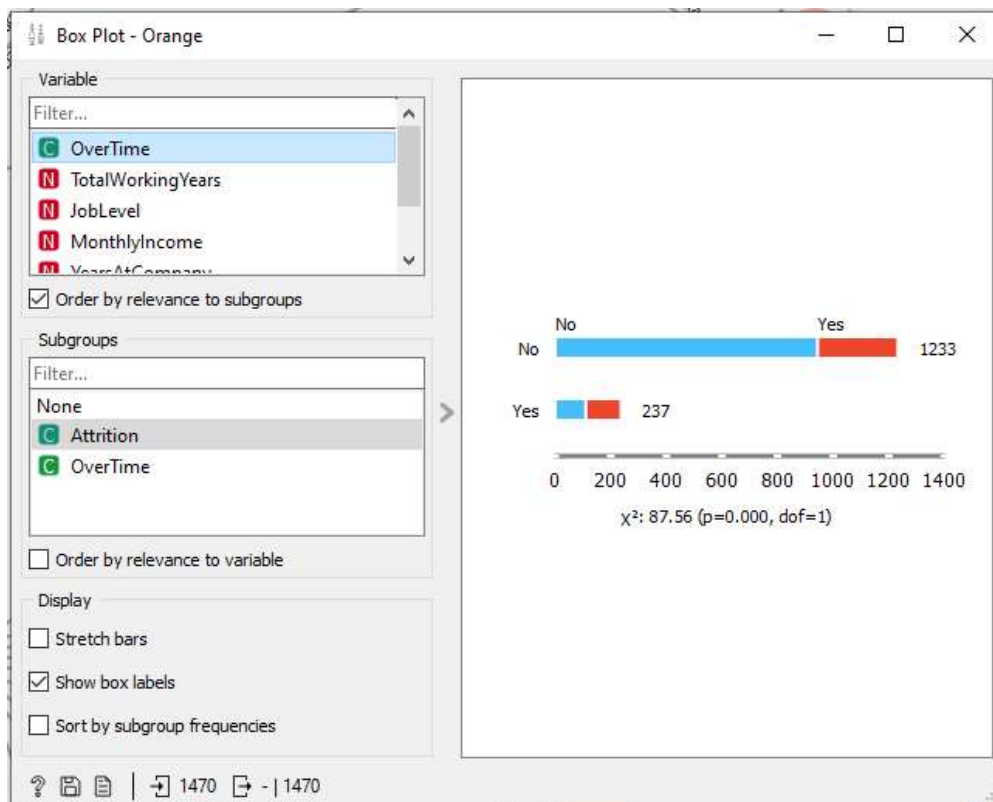 Box Plot - Orange
Variable
Filter...
C OverTime
N TotalWorkingYears
N JobLevel
N MonthlyIncome
N YearsAtCompany
Order by relevance to subgroups
Subgroups
Filter...
None
C Attrition
C OverTime
Order by relevance to variable
Display
Stretch bars
Show box labels
Sort by subgroup frequencies
? 1470 - | 1470
No Yes
No 1233
Yes 237
0 200 400 600 800 1000 1200 1400
χ²: 87.56 (p=0.000, dof=1)